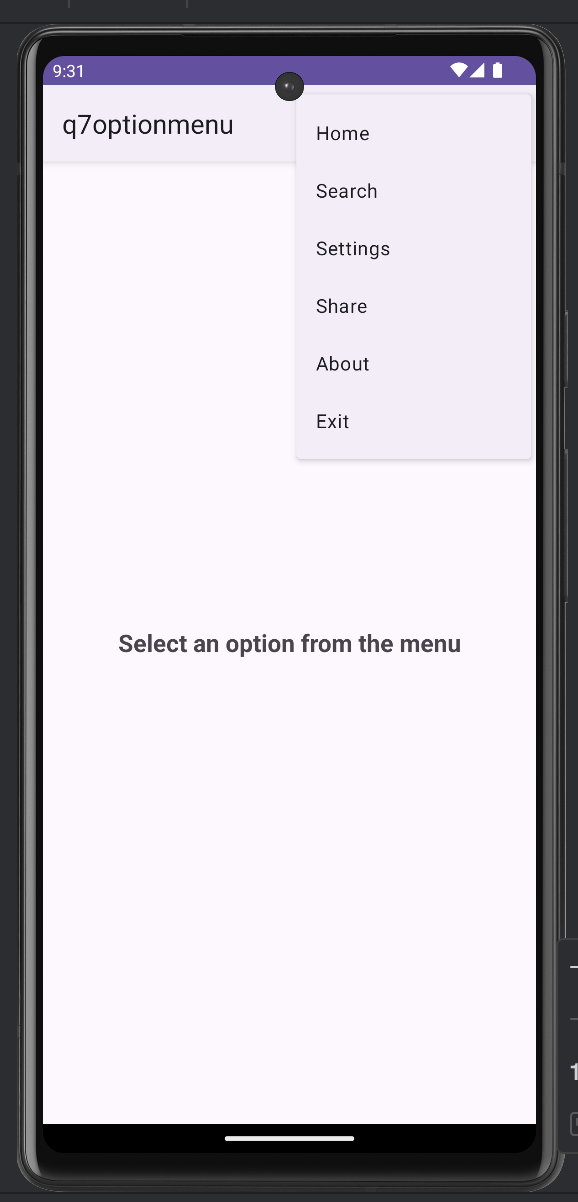 9:31
q7optionmenu
Home
Search
Settings
Share
About
Exit
Select an option from the menu